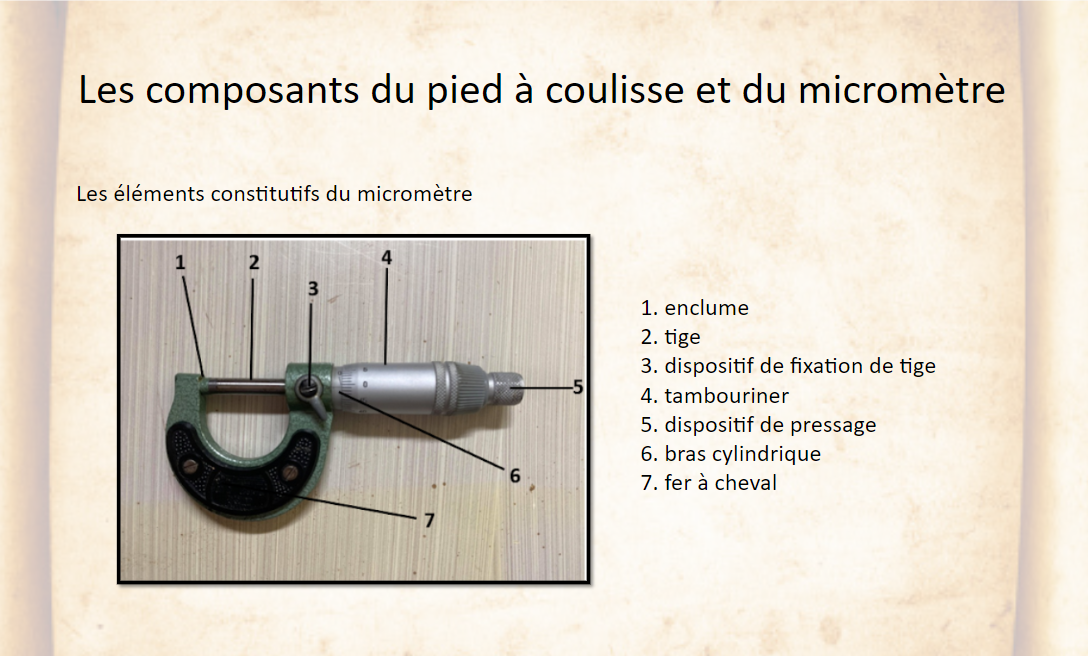 Les composants du pied à coulisse et du micromètre
Les éléments constitutifs du micromètre
1
2
3
4
5
6
7
0
1. enclume
2. tige
3. dispositif de fixation de tige
4. tambouriner
5. dispositif de pressage
6. bras cylindrique
7. fer à cheval